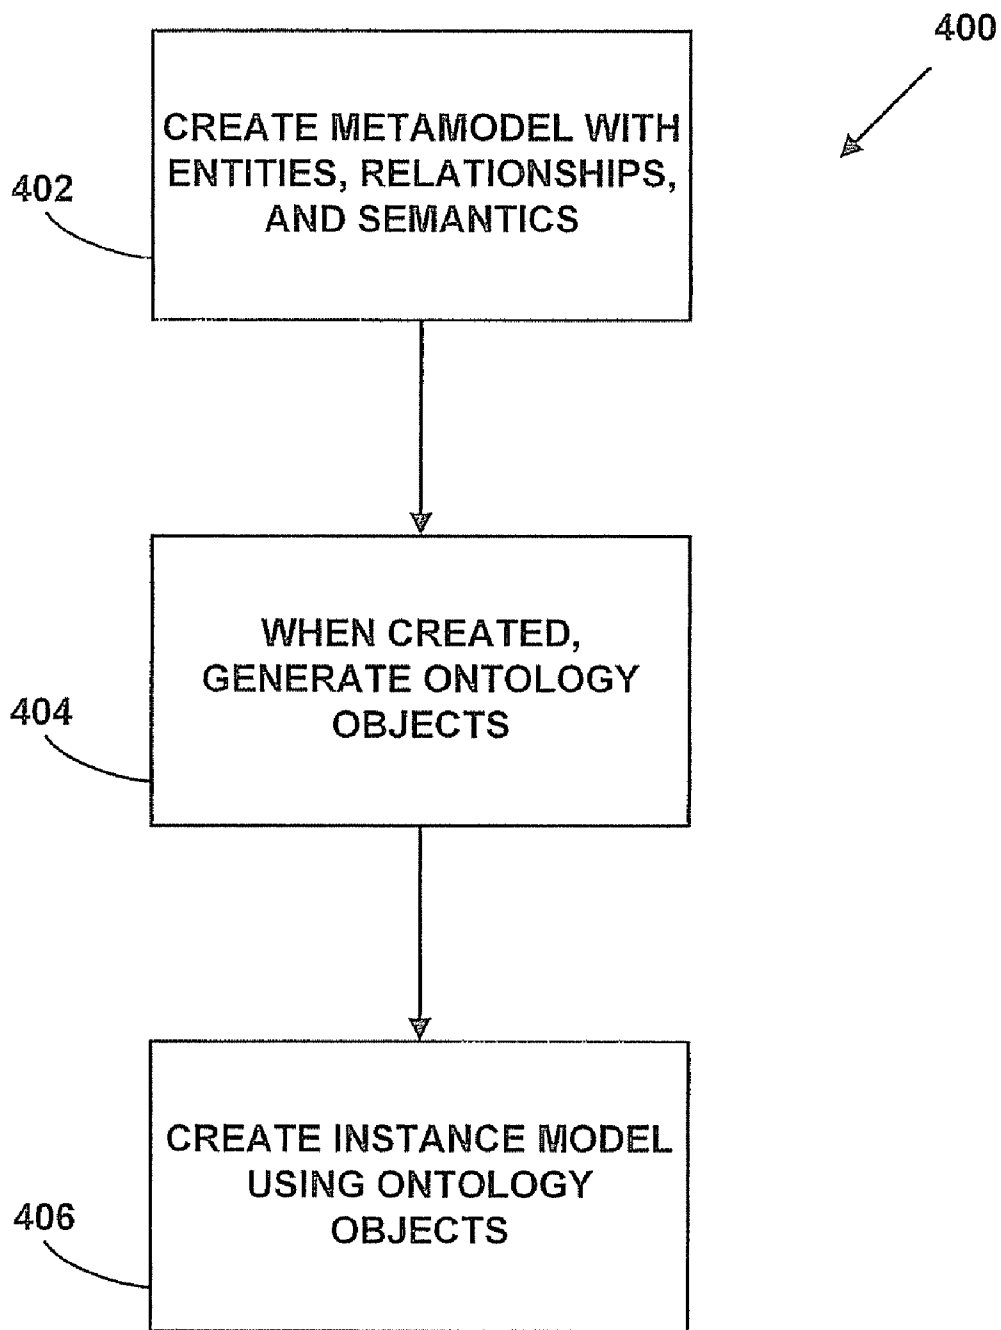 400
CREATE METAMODEL WITH
ENTITIES, RELATIONSHIPS,
AND SEMANTICS
402
WHEN CREATED,
GENERATE ONTOLOGY
OBJECTS
404
CREATE INSTANCE MODEL
USING ONTOLOGY
OBJECTS
406